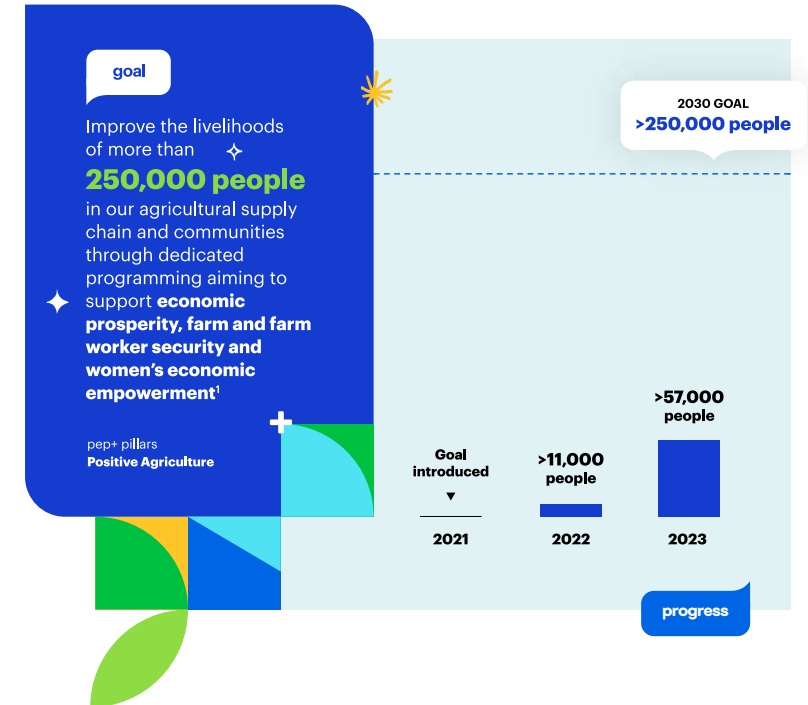 goal
Improve the livelihoods
of more than
250,000 people
in our agricultural supply
chain and communities
through dedicated
programming aiming to
support economic
prosperity, farm and farm
worker security and
women’s economic
empowerment¹
pep+ pillars
Positive Agriculture
2030 GOAL
>250,000 people
Goal
introduced
▼
2021
>11,000
people
2022
>57,000
people
2023
progress